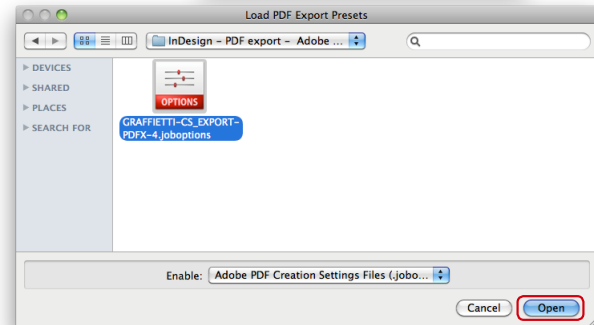 Load PDF Export Presets
InDesign – PDF export – Adobe ...
DEVICES
SHARED
PLACES
SEARCH FOR
OPTIONS
GRAFFIETTI-CS_EXPORT-
PDFX-4.joboptions
Enable: Adobe PDF Creation Settings Files (.jobo...
Cancel Open